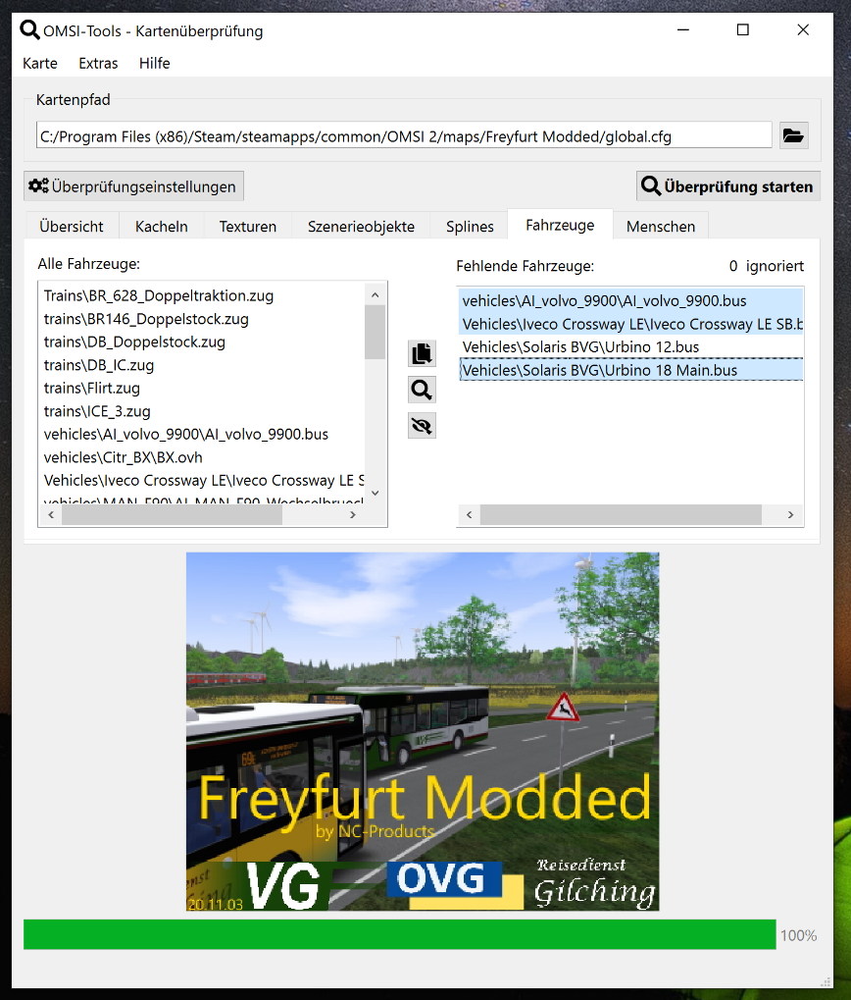 OMSI-Tools - Kartenüberprüfung
Karte Extras Hilfe
Kartenpfad
C:/Program Files (x86)/Steam/steamapps/common/OMSI 2/maps/Freyfurt Modded/global.cfg
Überprüfungseinstellungen
Überprüfung starten
Übersicht Kacheln Texturen Szenerieobjekte Splines Fahrzeuge Menschen
Alle Fahrzeuge:
Trains\BR_628_Doppeltraktion.zug
trains\BR146_Doppelstock.zug
trains\DB_Doppelstock.zug
trains\DB_IC.zug
trains\Flirt.zug
trains\ICE_3.zug
vehicles\AI_volvo_9900\AI_volvo_9900.bus
vehicles\Citr_BX\BX.ovh
Vehicles\Iveco Crossway LE\Iveco Crossway LE S
Fehlende Fahrzeuge: 0 ignoriert
vehicles\AI_volvo_9900\AI_volvo_9900.bus
Vehicles\Iveco Crossway LE\Iveco Crossway LE SB.b
Vehicles\Solaris BVG\Urbino 12.bus
Vehicles\Solaris BVG\Urbino 18 Main.bus
Freyfurt Modded
by NC-Products
VG OVG Reisedienst
Gilching
20.11.03
100%